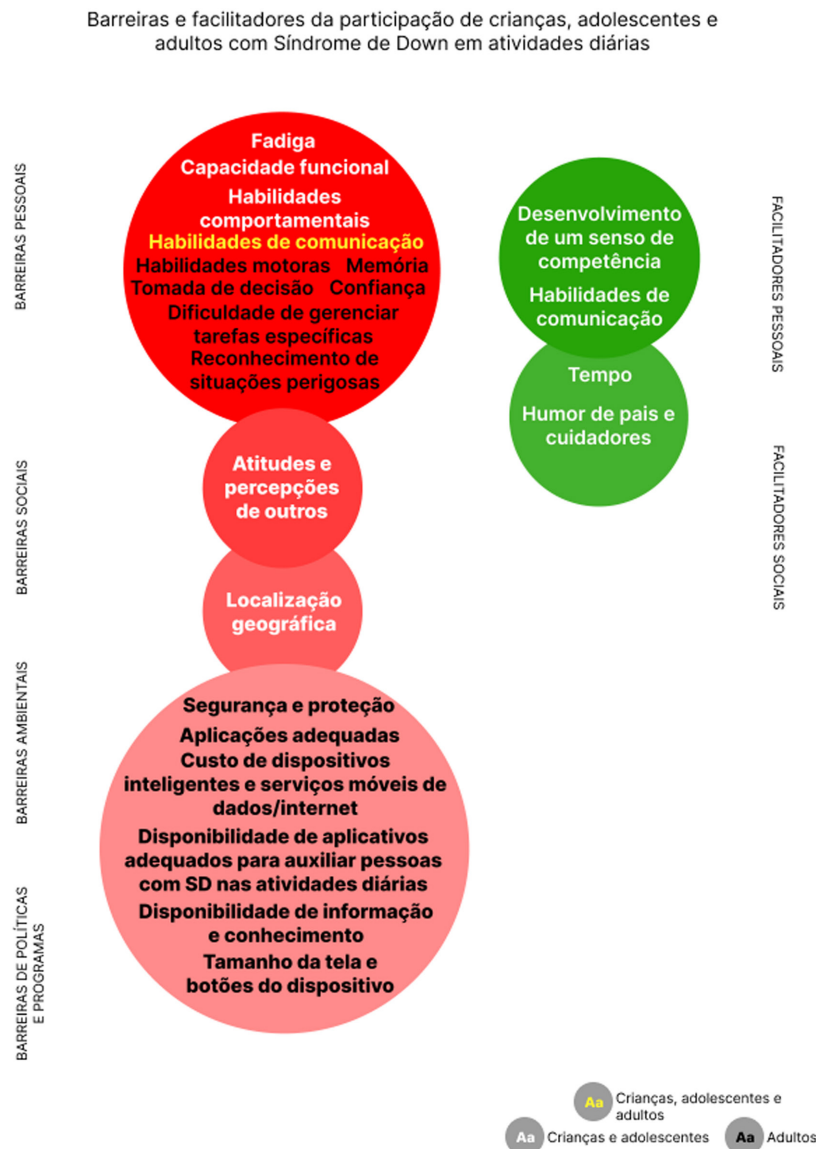 Barreiras e facilitadores da participação de crianças, adolescentes e
adultos com Síndrome de Down em atividades diárias
BARREIRAS PESSOAIS
Fadiga
Capacidade funcional
Habilidades
comportamentais
Habilidades de comunicação
Habilidades motoras Memória
Tomada de decisão Confiança
Dificuldade de gerenciar
tarefas específicas
Reconhecimento de
situações perigosas
BARREIRAS SOCIAIS
Atitudes e
percepções
de outros
Localização
geográfica
BARREIRAS AMBIENTAIS
Segurança e proteção
Aplicações adequadas
Custo de dispositivos
inteligentes e serviços móveis de
dados/internet
Disponibilidade de aplicativos
adequados para auxiliar pessoas
com SD nas atividades diárias
Disponibilidade de informação
e conhecimento
Tamanho da tela e
botões do dispositivo
BARREIRAS DE POLÍTICAS
E PROGRAMAS
FACILITADORES PESSOAIS
Desenvolvimento
de um senso de
competência
Habilidades de
comunicação
Tempo
Humor de pais e
cuidadores
FACILITADORES SOCIAIS
Aa Crianças, adolescentes e
adultos
Aa Crianças e adolescentes
Aa Adultos